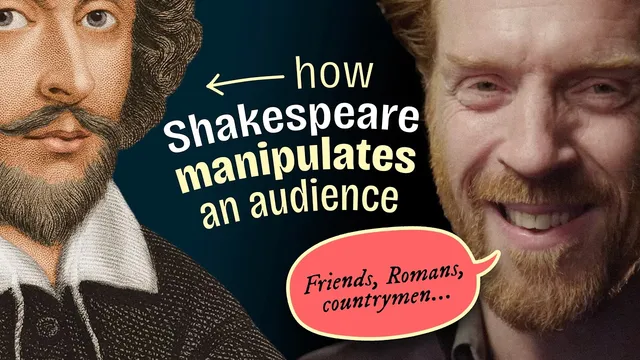 how
Shakespeare
manipulates
an audience
Friends, Romans,
countrymen...